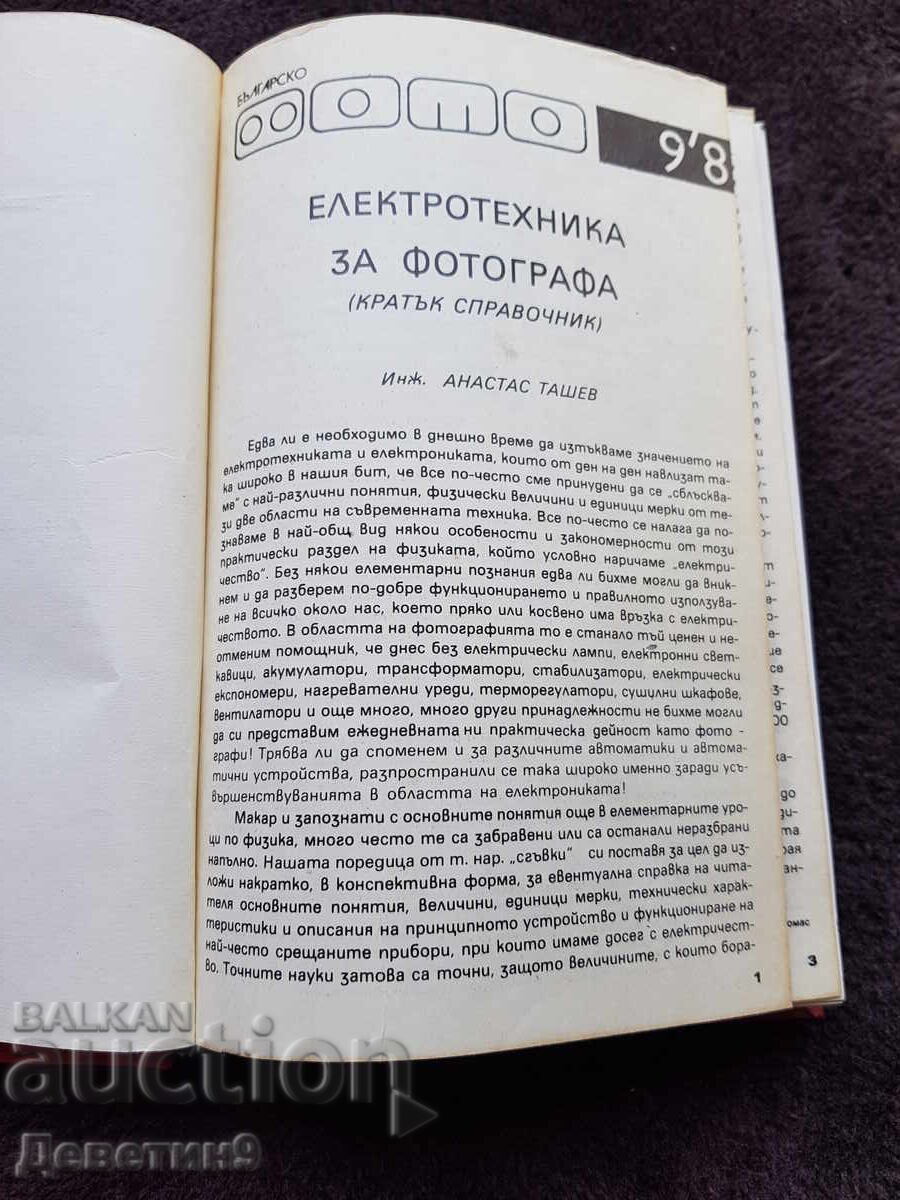 БЪЛГАРСКО
фото
9'8
ЕЛЕКТРОТЕХНИКА
ЗА ФОТОГРАФА
(КРАТЪК СПРАВОЧНИК)
Инж. АНАСТАС ТАШЕВ
Едва ли е необходимо в днешно време да изтъкваме значението на
електротехниката и електрониката, които от ден на ден навлизат та-
ка широко в нашия бит, че все по-често сме принудени да се „сблъсква-
ме“ с най-различни понятия, физически величини и единици мерки от те-
зи две области на съвременната техника. Все по-често се налага да по-
знаваме в най-общ вид някои особености и закономерности от този
практически раздел на физиката, който условно наричаме „електри-
чество“. Без някои елементарни познания едва ли бихме могли да вник-
нем и да разберем по-добре функционирането и правилното използува-
не на всичко около нас, което пряко или косвено има връзка с електри-
чеството. В областта на фотографията то е станало тъй ценен и не-
отменим помощник, че днес без електрически лампи, електронни свет-
кавици, акумулатори, трансформатори, стабилизатори, електрически
експономери, нагревателни уреди, терморегулатори, сушилни шкафове,
вентилатори и още много, много други принадлежности не бихме могли
да си представим ежедневната ни практическа дейност като фото -
графи! Трябва ли да споменем и за различните автоматики и автома-
тични устройства, разпространили се така широко именно заради усъ-
вършенствуванията в областта на електрониката!
Макар и запознати с основните понятия още в елементарните уро-
ци по физика, много често те са забравени или са останали неразбрани
напълно. Нашата поредица от т. нар. „сгъвки“ си поставя за цел да из-
ложи накратко, в конспективна форма, за евентуална справка на чита-
теля основните понятия, величини, единици мерки, технически харак-
теристики и описания на принципното устройство и функциониране на
най-често срещаните прибори, при които имаме досег с електричест-
во. Точните науки затова са точни, защото величините, с които бора-
1
3
BALKAN
auction
Деветин9